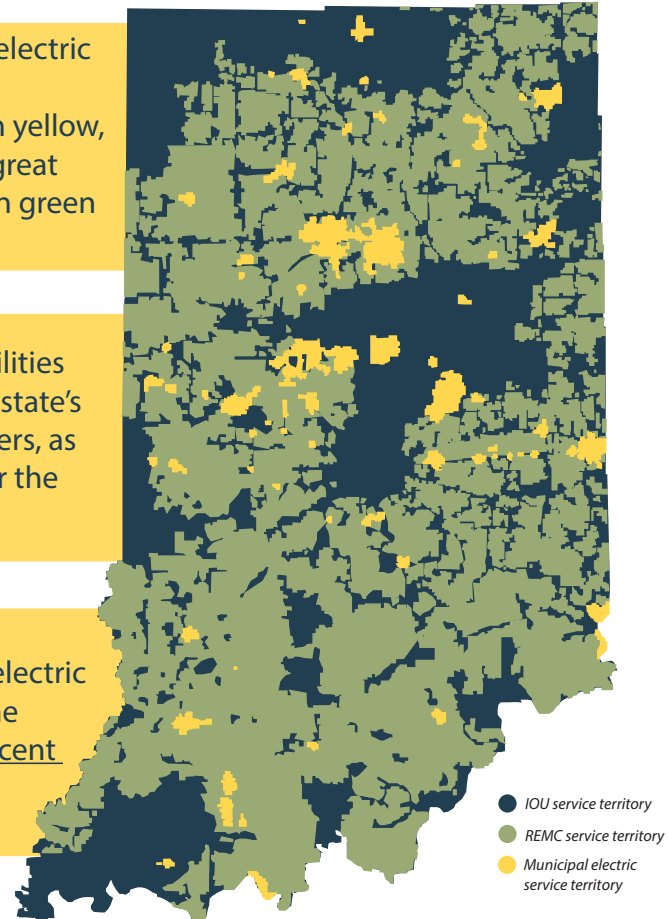 electric
n yellow,
great
n green
ilities
state's
ers, as
r the
electric
ne
cent
IOU service territory
REMC service territory
Municipal electric
service territory